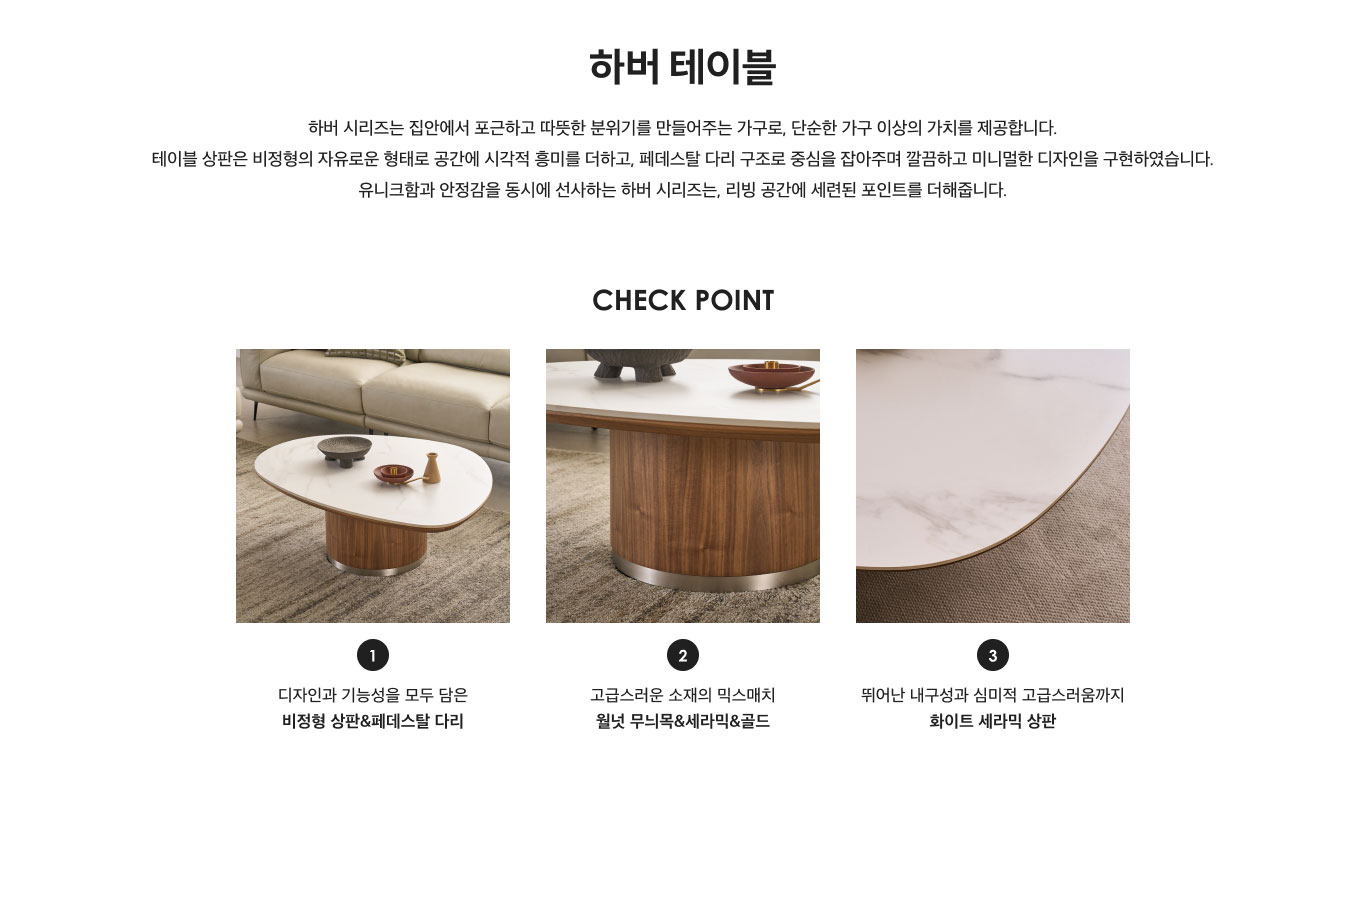 하버 테이블
하버 시리즈는 집안에서 포근하고 따뜻한 분위기를 만들어주는 가구로, 단순한 가구 이상의 가치를 제공합니다.
테이블 상판은 비정형의 자유로운 형태로 공간에 시각적 흥미를 더하고, 페데스탈 다리 구조로 중심을 잡아주며 깔끔하고 미니멀한 디자인을 구현하였습니다.
유니크함과 안정감을 동시에 선사하는 하버 시리즈는, 리빙 공간에 세련된 포인트를 더해줍니다.
CHECK POINT
1
디자인과 기능성을 모두 담은
비정형 상판&페데스탈 다리
2
고급스러운 소재의 믹스매치
월넛 무늬목&세라믹&골드
3
뛰어난 내구성과 심미적 고급스러움까지
화이트 세라믹 상판